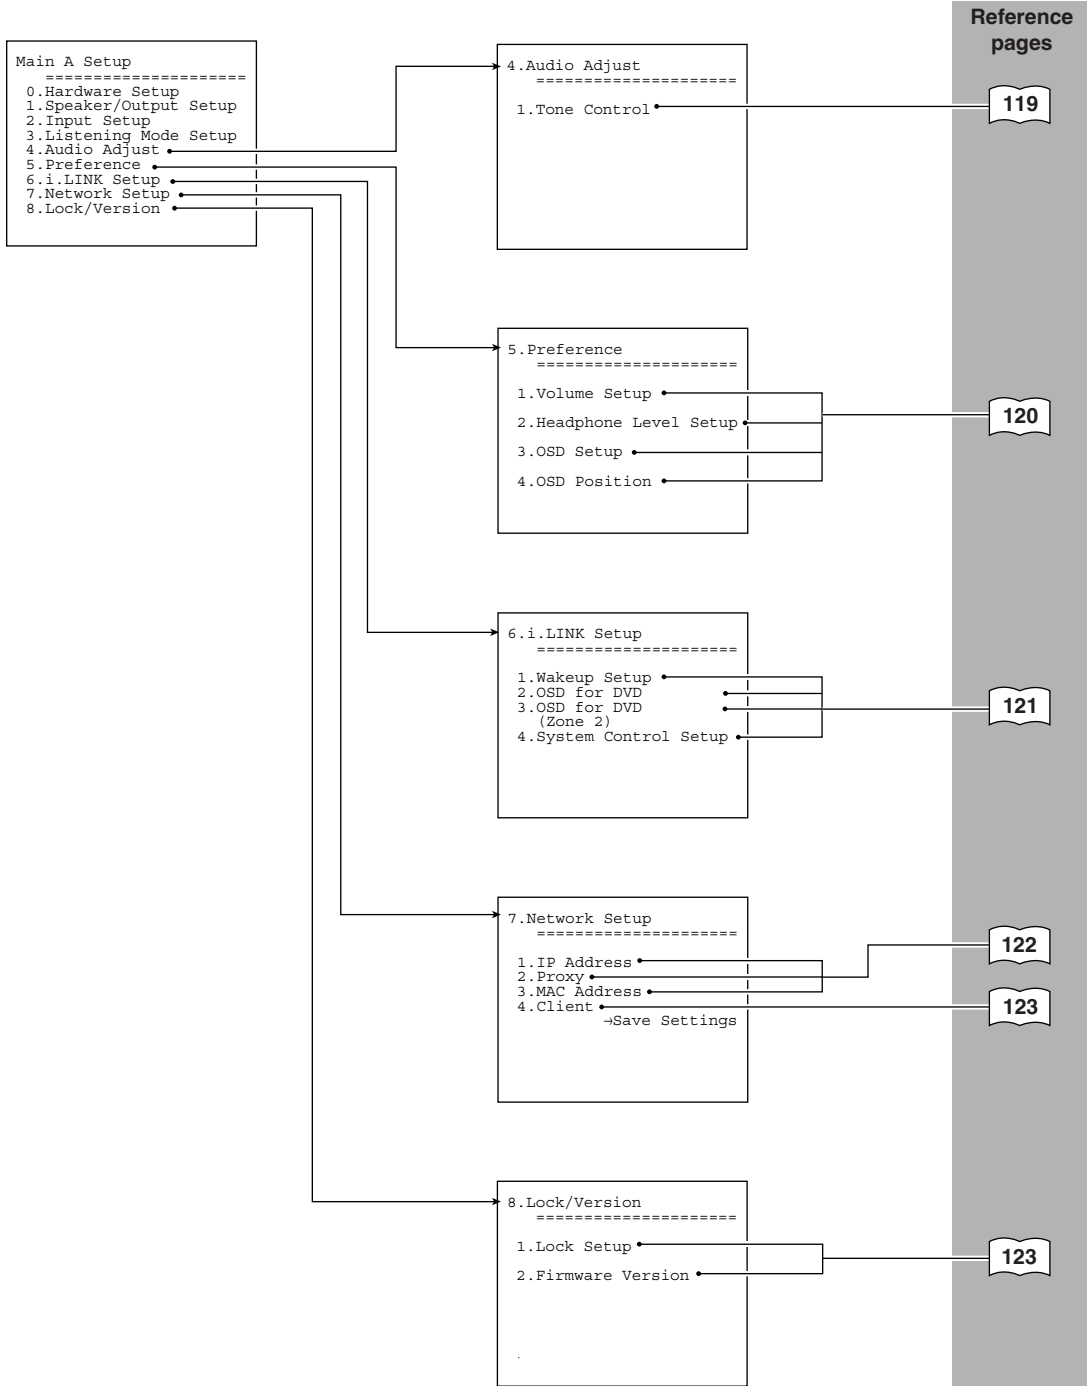 Reference
pages
Main A Setup
=====================
0.Hardware Setup
1.Speaker/Output Setup
2.Input Setup
3.Listening Mode Setup
4.Audio Adjust
5.Preference
6.i.LINK Setup
7.Network Setup
8.Lock/Version
4.Audio Adjust
=====================
1.Tone Control
119
5.Preference
=====================
1.Volume Setup
2.Headphone Level Setup
3.OSD Setup
4.OSD Position
120
6.i.LINK Setup
=====================
1.Wakeup Setup
2.OSD for DVD
3.OSD for DVD
(Zone 2)
4.System Control Setup
121
7.Network Setup
=====================
1.IP Address
2.Proxy
3.MAC Address
4.Client
→Save Settings
122
123
8.Lock/Version
=====================
1.Lock Setup
2.Firmware Version
123